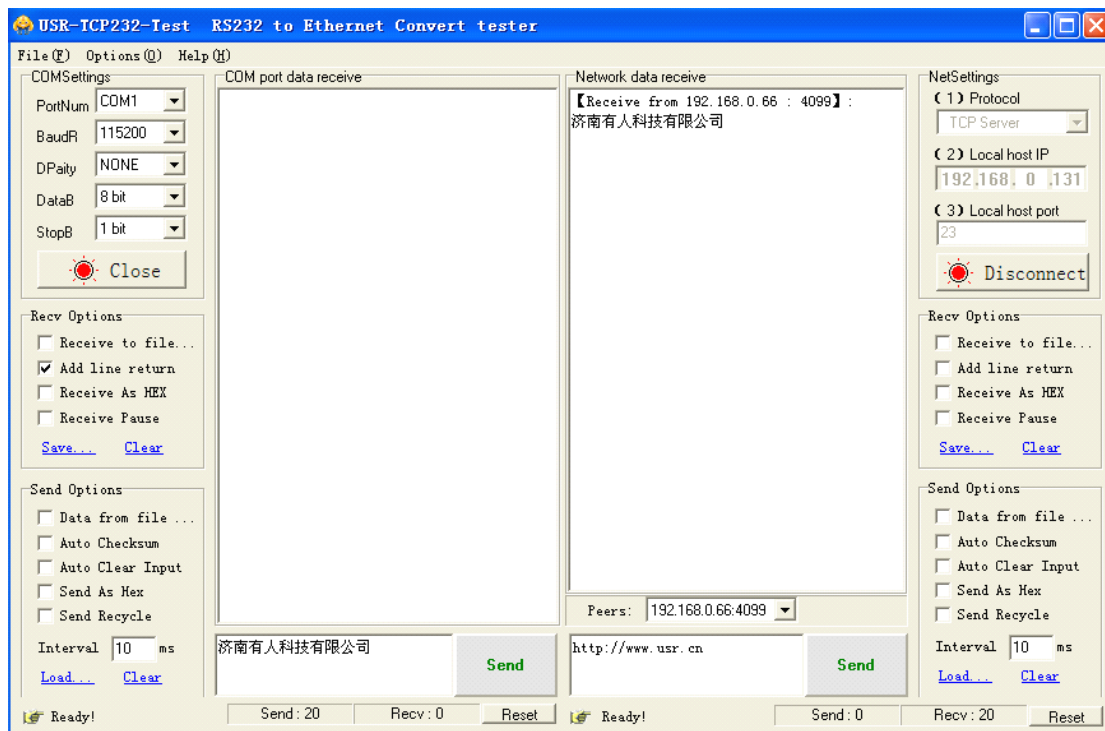 USR-TCP232-Test RS232 to Ethernet Convert tester
File(F) Options(O) Help(H)
COMSettings
PortNum COM1
BaudR 115200
DPaity NONE
DataB 8 bit
StopB 1 bit
Close
Recv Options
Receive to file...
Add line return
Receive As HEX
Receive Pause
Save... Clear
Send Options
Data from file ...
Auto Checksum
Auto Clear Input
Send As Hex
Send Recycle
Interval 10 ms
Load... Clear
COM port data receive
济南有人科技有限公司
Send
Network data receive
【Receive from 192.168.0.66 : 4099】:
济南有人科技有限公司
Peers: 192.168.0.66:4099
http://www.usr.cn
Send
NetSettings
(1) Protocol
TCP Server
(2) Local host IP
192.168. 0 .131
(3) Local host port
23
Disconnect
Recv Options
Receive to file...
Add line return
Receive As HEX
Receive Pause
Save... Clear
Send Options
Data from file ...
Auto Checksum
Auto Clear Input
Send As Hex
Send Recycle
Interval 10 ms
Load... Clear
Ready! Send : 20 Recv : 0 Reset
Ready! Send : 0 Recv : 20 Reset